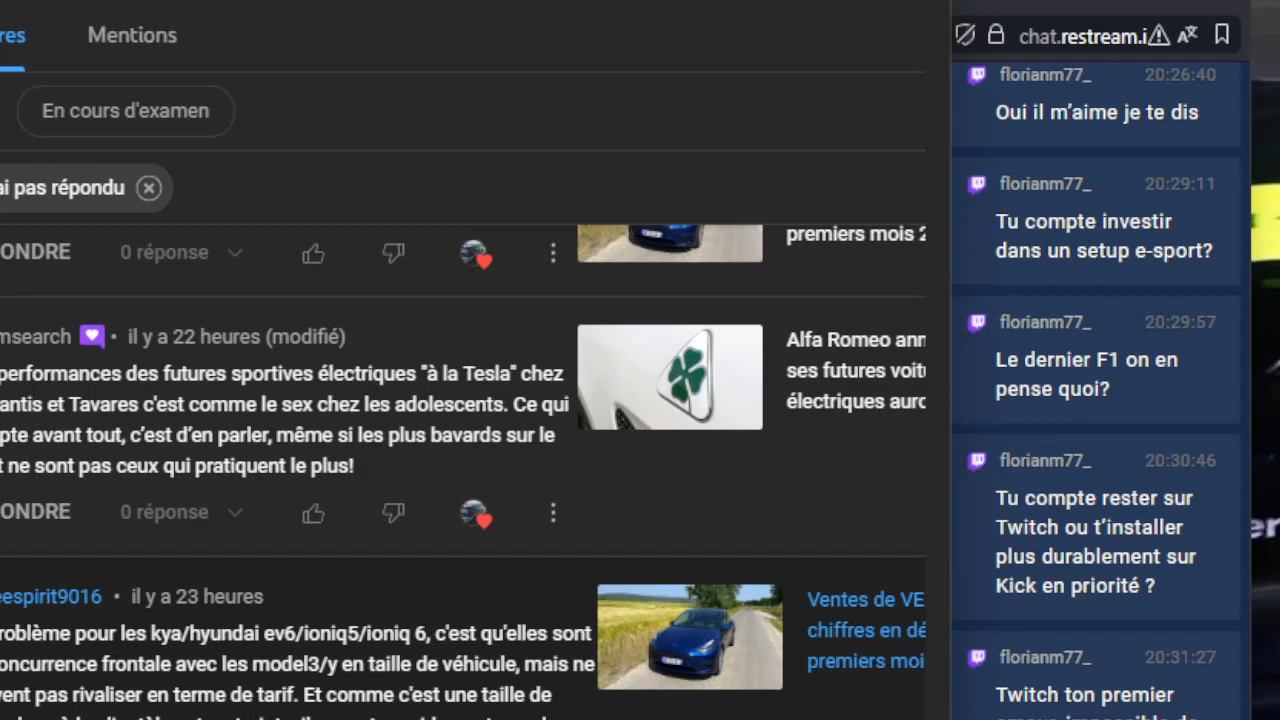 res
Mentions
En cours d'examen
ai pas répondu
ONDRE
0 réponse
premiers mois 2
msearch • il y a 22 heures (modifié)
performances des futures sportives électriques "à la Tesla" chez
antis et Tavares c'est comme le sex chez les adolescents. Ce qui
pte avant tout, c'est d'en parler, même si les plus bavards sur le
t ne sont pas ceux qui pratiquent le plus!
Alfa Romeo ann
ses futures voitu
électriques auro
ONDRE
0 réponse
eespirit9016 • il y a 23 heures
roblème pour les kya/hyundai ev6/ioniq5/ioniq 6, c'est qu'elles sont
oncurrence frontale avec les model3/y en taille de véhicule, mais ne
vent pas rivaliser en terme de tarif. Et comme c'est une taille de
Ventes de VE
chiffres en dé
premiers moi
chat.restream.i
florianm77_ 20:26:40
Oui il m'aime je te dis
florianm77_ 20:29:11
Tu compte investir
dans un setup e-sport?
florianm77_ 20:29:57
Le dernier F1 on en
pense quoi?
florianm77_ 20:30:46
Tu compte rester sur
Twitch ou t'installer
plus durablement sur
Kick en priorité ?
florianm77_ 20:31:27
Twitch ton premier
er